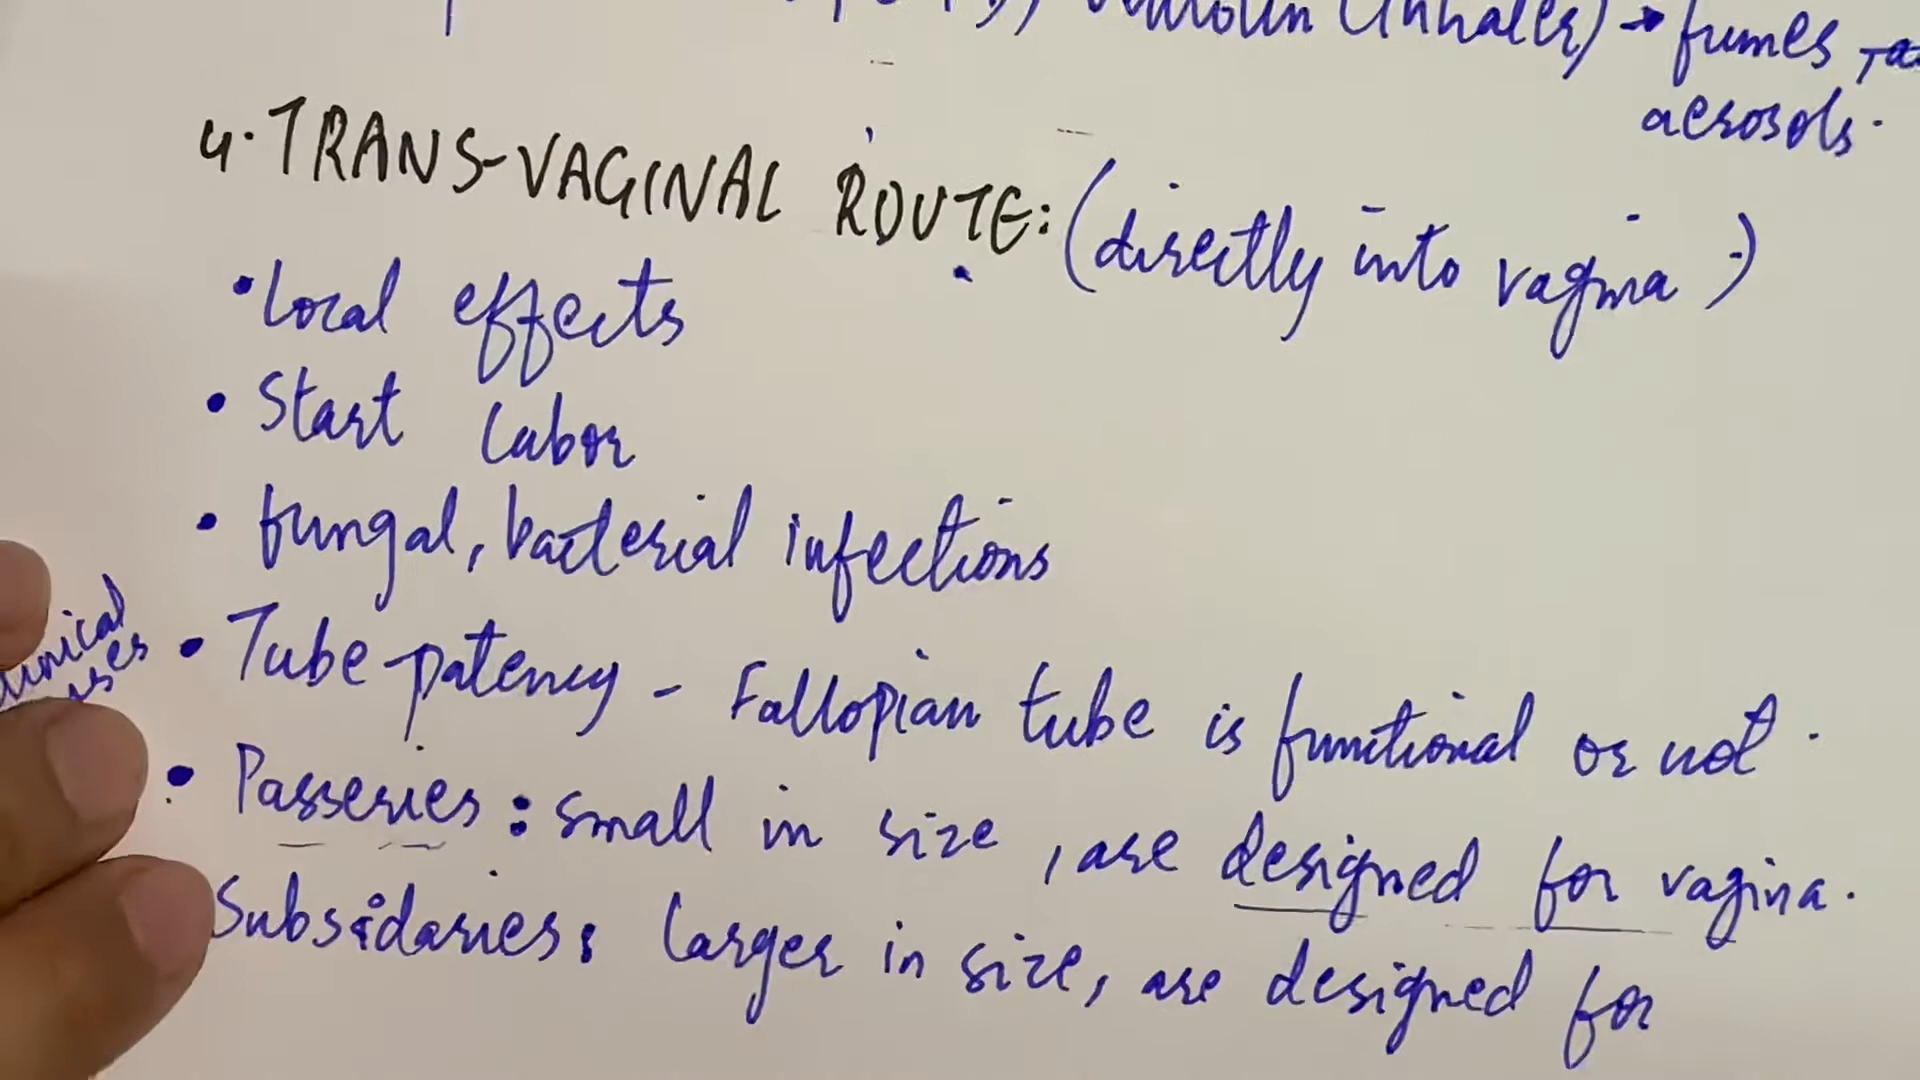 (Inhaler) → fumes
aerosols.
4. TRANS-VAGINAL ROUTE: (directly into vagina)
• Local effects
• Start labor
• fungal, bacterial infections
• Tube patency - Fallopian tube is functional or not.
uses
• Passeries : small in size, are designed for vagina.
Subsidaries: larger in size, are designed for